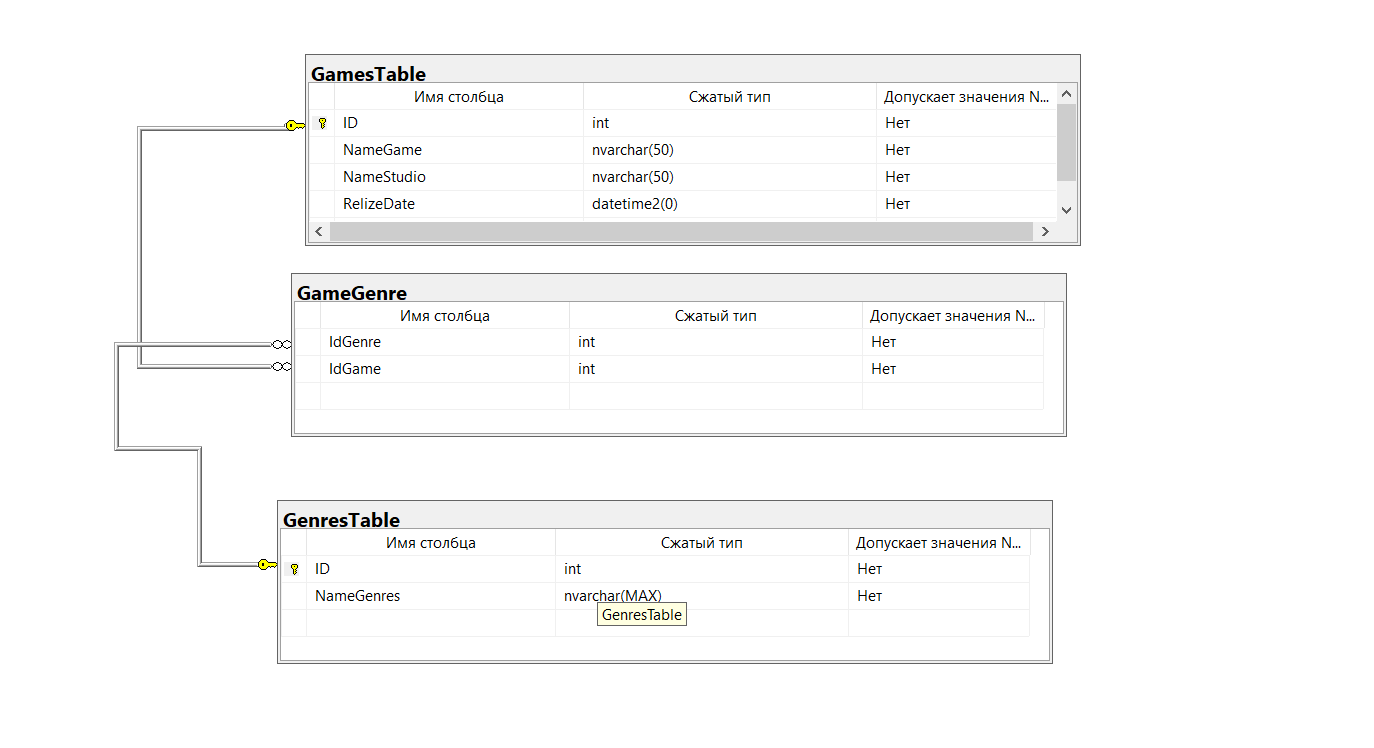 GamesTable
Имя столбца Сжатый тип Допускает значения N...
ID int Нет
NameGame nvarchar(50) Нет
NameStudio nvarchar(50) Нет
RelizeDate datetime2(0) Нет
GameGenre
Имя столбца Сжатый тип Допускает значения N...
IdGenre int Нет
IdGame int Нет
GenresTable
Имя столбца Сжатый тип Допускает значения N...
ID int Нет
NameGenres nvarchar(MAX) Нет
GenresTable